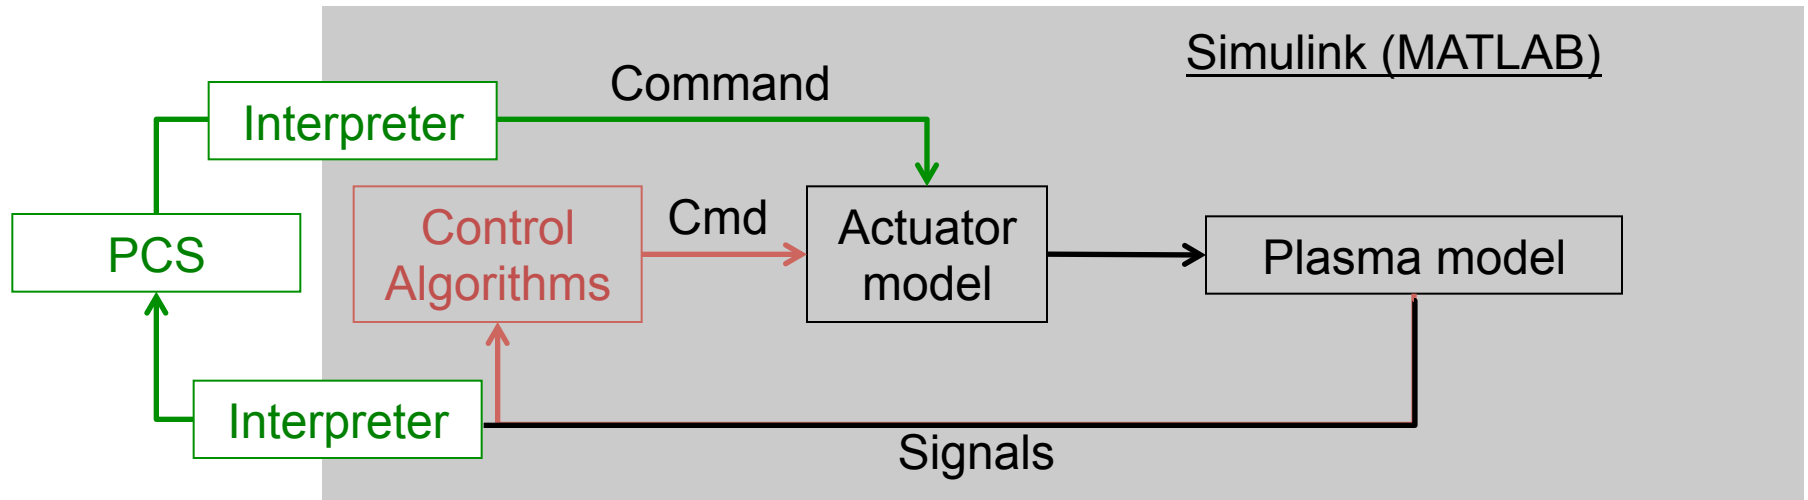 Simulink (MATLAB)
Command
Interpreter
Control
Algorithms
Cmd
Actuator
model
Plasma model
PCS
Interpreter
Signals